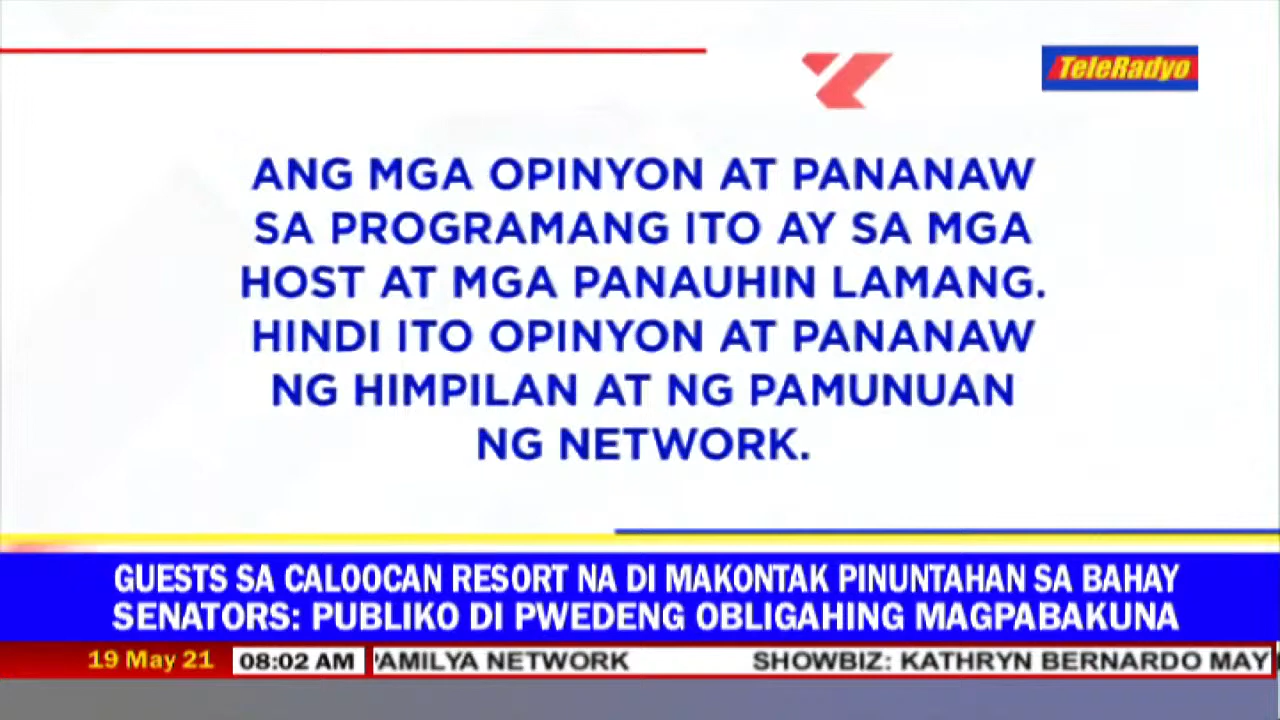 TeleRadyo
ANG MGA OPINYON AT PANANAW
SA PROGRAMANG ITO AY SA MGA
HOST AT MGA PANAUHIN LAMANG.
HINDI ITO OPINYON AT PANANAW
NG HIMPILAN AT NG PAMUNUAN
NG NETWORK.
GUESTS SA CALOOCAN RESORT NA DI MAKONTAK PINUNTAHAN SA BAHAY
SENATORS: PUBLIKO DI PWEDENG OBLIGAHING MAGPABAKUNA
19 May 21 08:02 AM AMILYA NETWORK SHOWBIZ: KATHRYN BERNARDO MAY